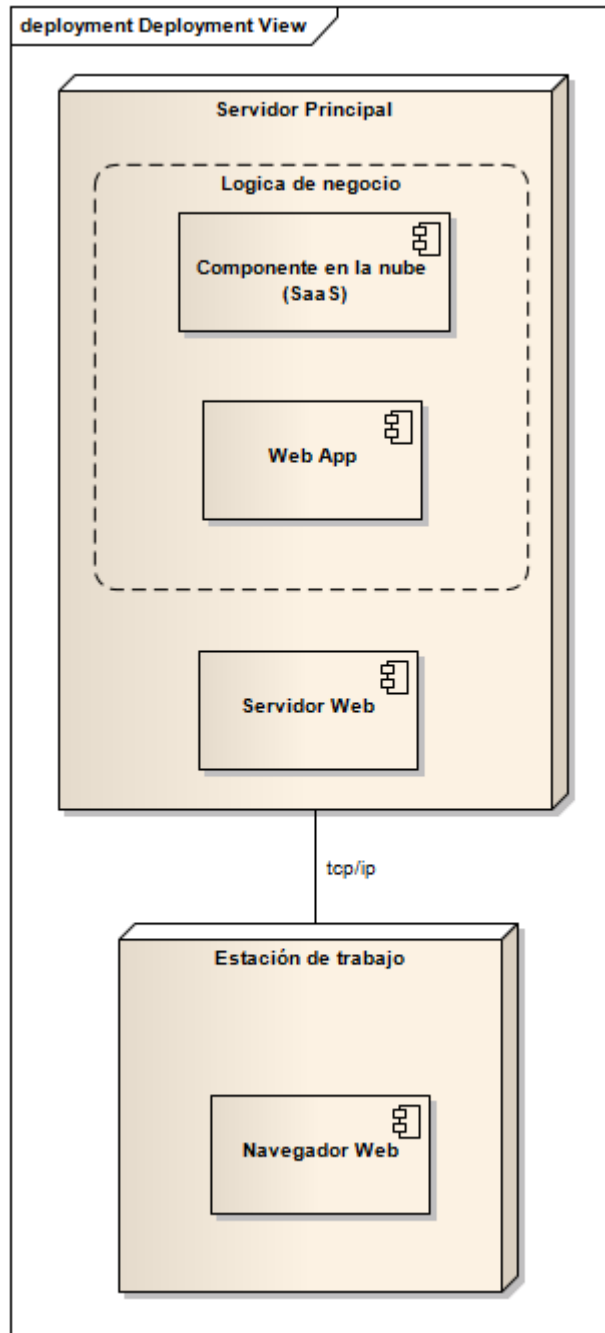 deployment Deployment View
Servidor Principal
Logica de negocio
Componente en la nube
(SaaS)
Web App
Servidor Web
tcp/ip
Estación de trabajo
Navegador Web